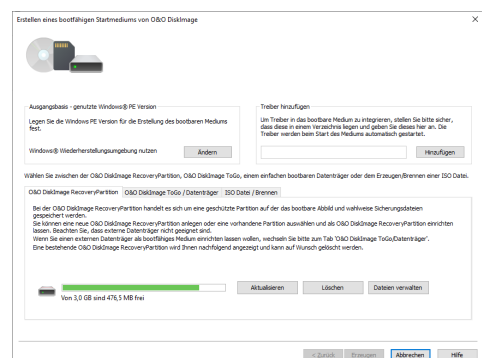 Erstellen eines bootfähigen Startmediums von O&O DiskImage
Ausgangsbasis - genutzte Windows® PE Version
Legen Sie die Windows PE Version für die Erstellung des bootbaren Mediums
fest.
Windows® Wiederherstellungsumgebung nutzen
Ändern
Treiber hinzufügen
Um Treiber in das bootbare Medium zu integrieren, stellen Sie bitte sicher,
dass diese in einem Verzeichnis liegen und geben Sie dieses hier an. Die
Treiber werden beim Start des Mediums automatisch gestartet.
Hinzufügen
Wählen Sie zwischen der O&O DiskImage RecoveryPartition, O&O DiskImage ToGo, einem einfachen bootbaren Datenträger oder dem Erzeugen/Brennen einer ISO Datei.
O&O DiskImage RecoveryPartition
O&O DiskImage ToGo / Datenträger
ISO Datei / Brennen
Bei der O&O DiskImage RecoveryPartition handelt es sich um eine geschützte Partition auf der das bootbare Abbild und wahlweise Sicherungsdateien
gespeichert werden.
Sie können eine neue O&O DiskImage RecoveryPartition anlegen oder eine vorhandene Partition auswählen und als O&O DiskImage RecoveryPartition einrichten
lassen. Beachten Sie, dass externe Datenträger nicht geeignet sind.
Wenn Sie einen externen Datenträger als bootfähiges Medium einrichten lassen wollen, wechseln Sie bitte zum Tab 'O&O DiskImage ToGo/Datenträger'.
Eine bestehende O&O DiskImage RecoveryPartition wird Ihnen nachfolgend angezeigt und kann auf Wunsch gelöscht werden.
Von 3,0 GB sind 476,5 MB frei
Aktualisieren
Löschen
Dateien verwalten
< Zurück
Erzeugen
Abbrechen
Hilfe